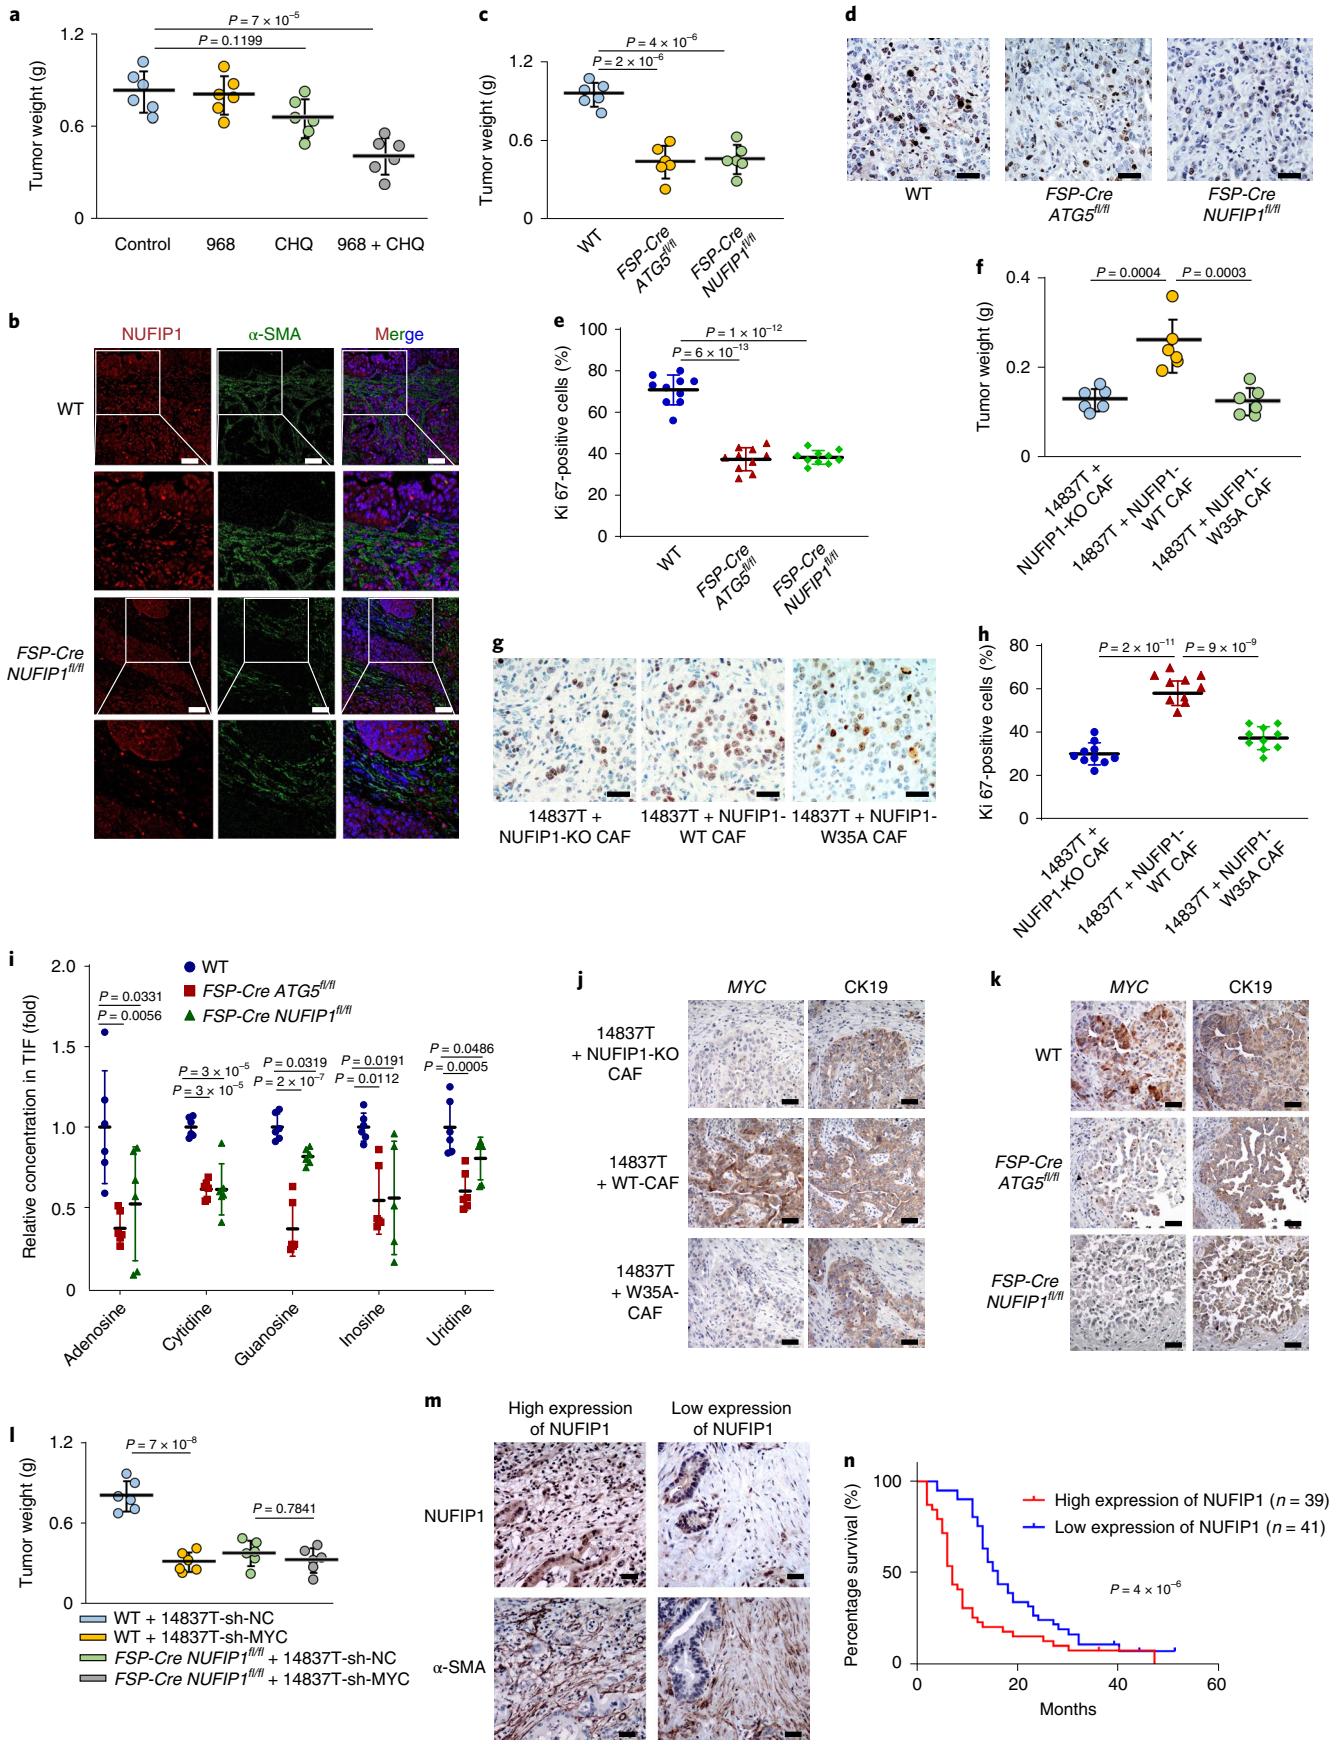 a
P = 7 × 10⁻⁵
P = 0.1199
Tumor weight (g)
1.2
0.6
0
Control
968
CHQ
968 + CHQ
c
P = 4 × 10⁻⁶
P = 2 × 10⁻⁶
Tumor weight (g)
1.2
0.6
0
WT
FSP-Cre
ATG5fl/fl
FSP-Cre
NUFIP1fl/fl
d
WT
FSP-Cre
ATG5fl/fl
FSP-Cre
NUFIP1fl/fl
b
NUFIP1
α-SMA
Merge
WT
FSP-Cre
NUFIP1fl/fl
e
P = 1 × 10⁻¹²
P = 6 × 10⁻¹³
Ki 67-positive cells (%)
100
80
60
40
20
0
WT
FSP-Cre
ATG5fl/fl
FSP-Cre
NUFIP1fl/fl
f
P = 0.0004
P = 0.0003
Tumor weight (g)
0.4
0.2
0
14837T +
NUFIP1-KO CAF
14837T + NUFIP1-
WT CAF
14837T + NUFIP1-
W35A CAF
g
14837T +
NUFIP1-KO CAF
14837T + NUFIP1-
WT CAF
14837T + NUFIP1-
W35A CAF
h
P = 2 × 10⁻¹¹
P = 9 × 10⁻⁹
Ki 67-positive cells (%)
80
60
40
20
0
14837T +
NUFIP1-KO CAF
14837T + NUFIP1-
WT CAF
14837T + NUFIP1-
W35A CAF
i
WT
FSP-Cre ATG5fl/fl
FSP-Cre NUFIP1fl/fl
Relative concentration in TIF (fold)
2.0
1.5
1.0
0.5
0
P = 0.0331
P = 0.0056
P = 3 × 10⁻⁵
P = 3 × 10⁻⁵
P = 0.0319
P = 2 × 10⁻⁷
P = 0.0191
P = 0.0112
P = 0.0486
P = 0.0005
Adenosine
Cytidine
Guanosine
Inosine
Uridine
j
MYC
CK19
14837T
+ NUFIP1-KO
CAF
14837T
+ WT-CAF
14837T
+ W35A-
CAF
k
MYC
CK19
WT
FSP-Cre
ATG5fl/fl
FSP-Cre
NUFIP1fl/fl
l
P = 7 × 10⁻⁸
P = 0.7841
Tumor weight (g)
1.2
0.6
0
WT + 14837T-sh-NC
WT + 14837T-sh-MYC
FSP-Cre NUFIP1fl/fl + 14837T-sh-NC
FSP-Cre NUFIP1fl/fl + 14837T-sh-MYC
m
High expression
of NUFIP1
Low expression
of NUFIP1
NUFIP1
α-SMA
n
High expression of NUFIP1 (n = 39)
Low expression of NUFIP1 (n = 41)
P = 4 × 10⁻⁶
Percentage survival (%)
100
50
0
0
20
40
60
Months